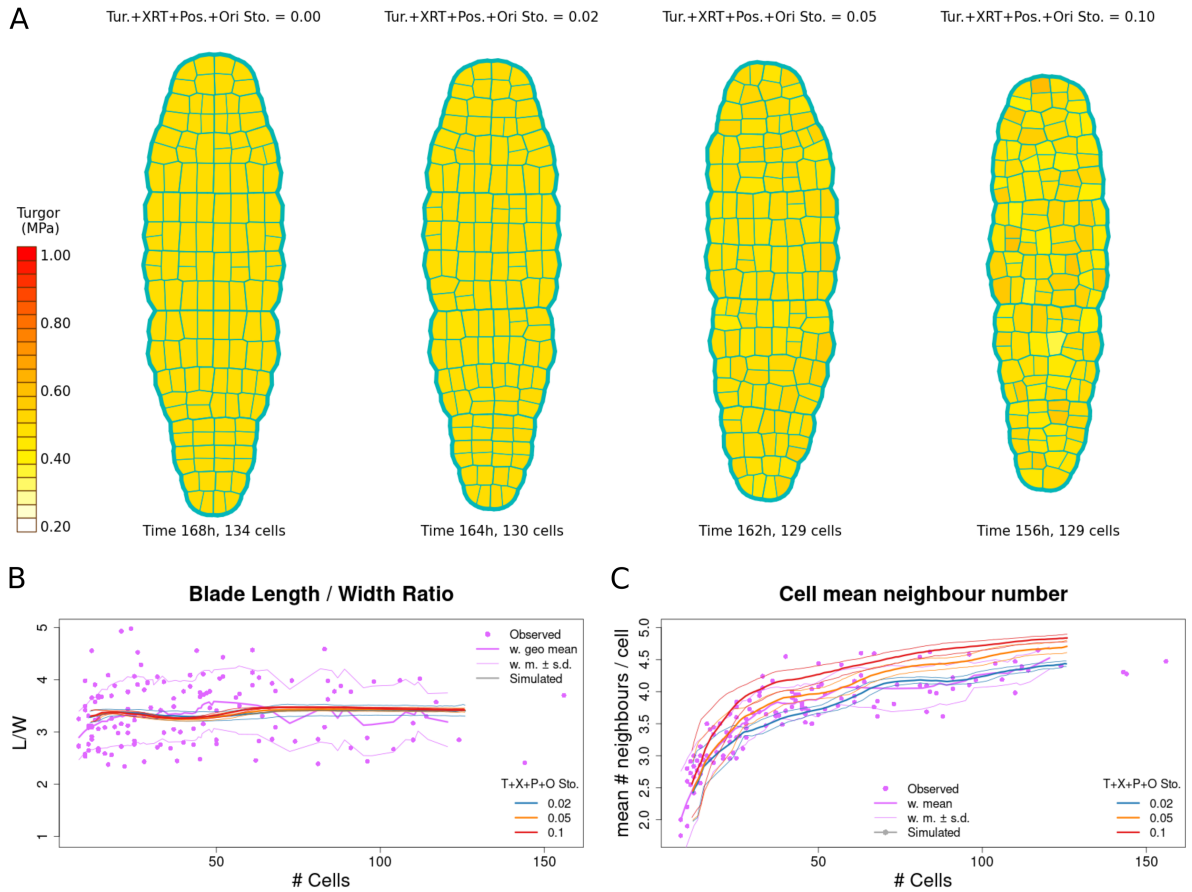 A
Tur.+XRT+Pos.+Ori Sto. = 0.00
Tur.+XRT+Pos.+Ori Sto. = 0.02
Tur.+XRT+Pos.+Ori Sto. = 0.05
Tur.+XRT+Pos.+Ori Sto. = 0.10
Turgor
(MPa)
1.00
0.80
0.60
0.40
0.20
Time 168h, 134 cells
Time 164h, 130 cells
Time 162h, 129 cells
Time 156h, 129 cells
B
Blade Length / Width Ratio
L/W
5
4
3
2
1
Observed
w. geo mean
w. m. ± s.d.
Simulated
T+X+P+O Sto.
0.02
0.05
0.1
50
100
150
# Cells
C
Cell mean neighbour number
mean # neighbours / cell
5.0
4.5
4.0
3.5
3.0
2.5
2.0
Observed
w. mean
w. m. ± s.d.
Simulated
T+X+P+O Sto.
0.02
0.05
0.1
50
100
150
# Cells